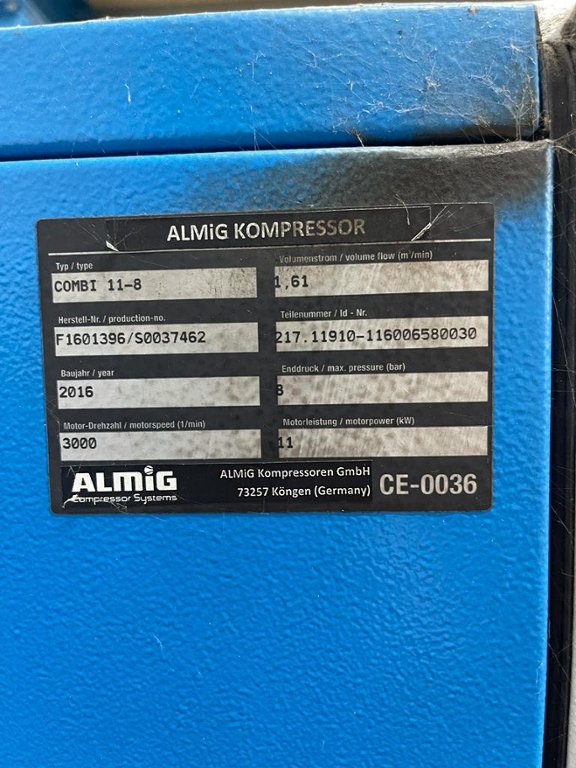 ALMiG KOMPRESSOR
Typ / type
COMBI 11-8
Volumenstrom / volume flow (m³/min)
1,61
Herstell-Nr. / production-no.
F1601396/S0037462
Teilenummer / Id - Nr.
217.11910-116006580030
Baujahr / year
2016
Enddruck / max. pressure (bar)
8
Motor-Drehzahl / motorspeed (1/min)
3000
Motorleistung / motorpower (kW)
11
ALMiG
Compressor Systems
ALMiG Kompressoren GmbH
73257 Köngen (Germany)
CE-0036